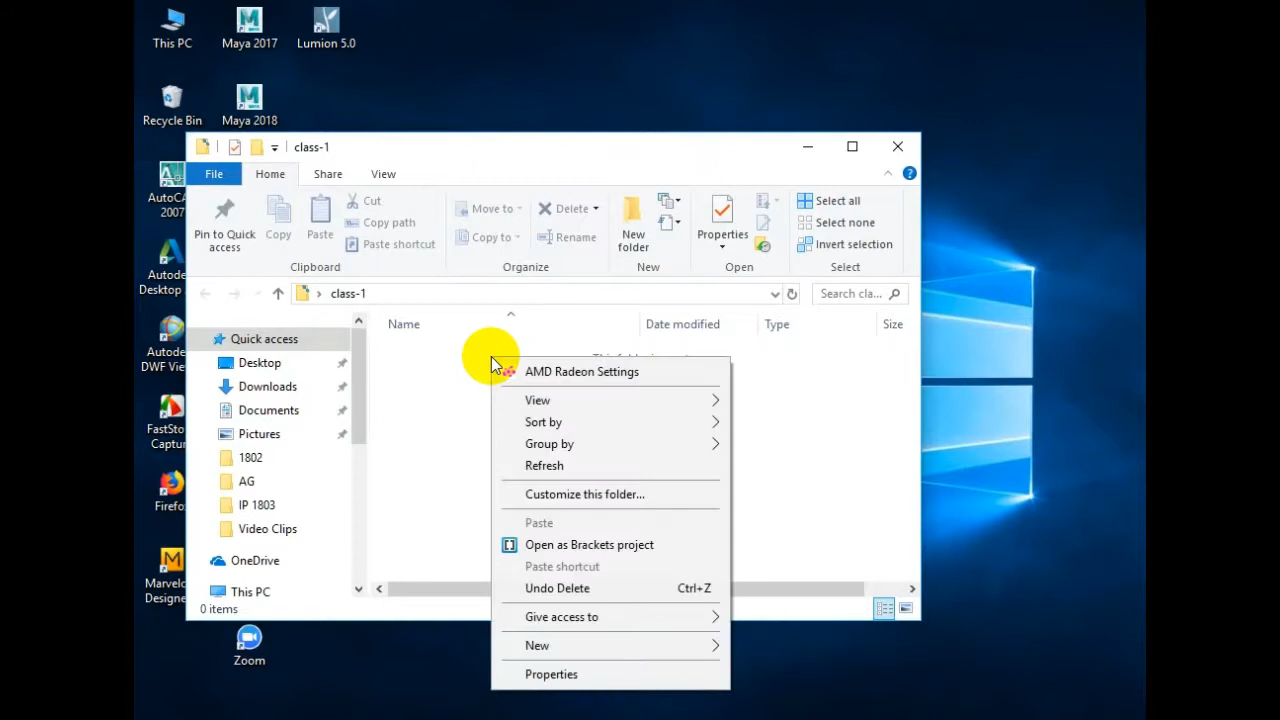 This PC
Maya 2017
Lumion 5.0
Recycle Bin
Maya 2018
class-1
File
Home
Share
View
AutoCA
2007
Pin to Quick
access
Copy
Paste
Cut
Copy path
Paste shortcut
Clipboard
Move to
Copy to
Delete
Rename
Organize
New
folder
New
Properties
Open
Select all
Select none
Invert selection
Select
Autode
Desktop
class-1
Search cla...
Name
Date modified
Type
Size
Quick access
Desktop
Downloads
Documents
Pictures
1802
AG
IP 1803
Video Clips
OneDrive
This PC
0 items
Autode
DWF Vie
FastSto
Captu
Firefo
Marvelo
Designe
Zoom
AMD Radeon Settings
View
Sort by
Group by
Refresh
Customize this folder...
Paste
Open as Brackets project
Paste shortcut
Undo Delete Ctrl+Z
Give access to
New
Properties